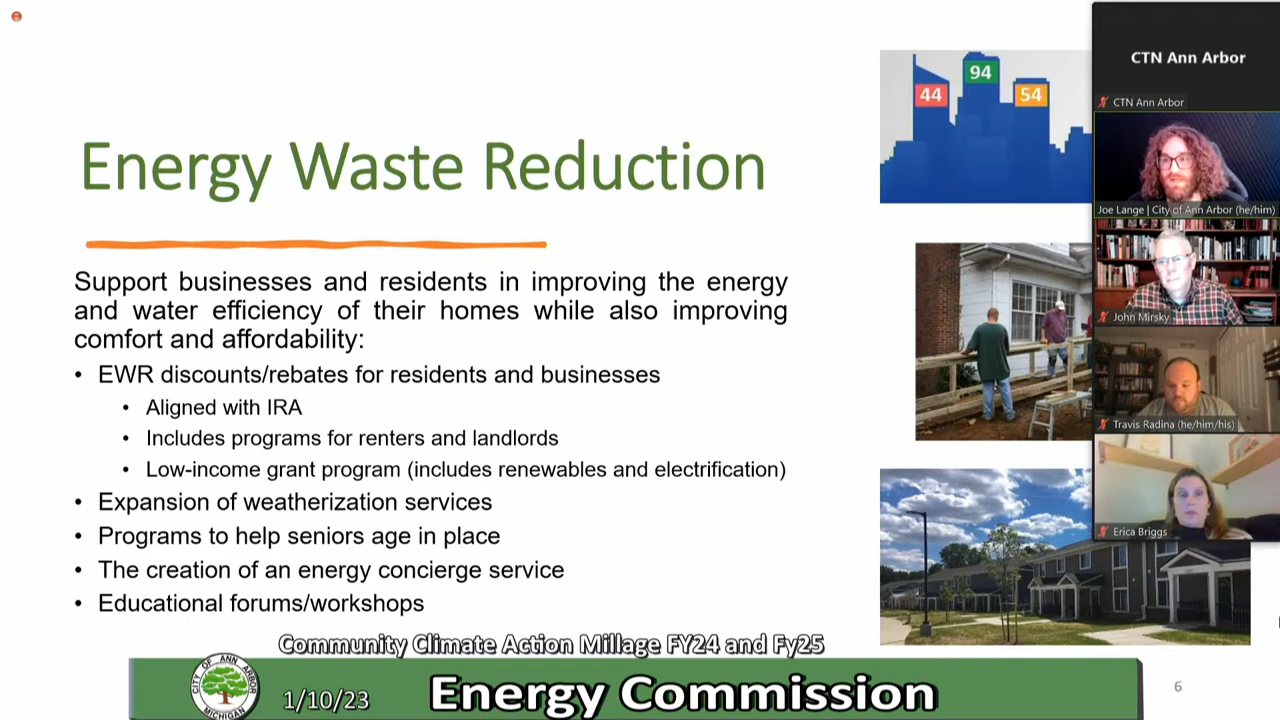 Energy Waste Reduction
Support businesses and residents in improving the energy
and water efficiency of their homes while also improving
comfort and affordability:
• EWR discounts/rebates for residents and businesses
• Aligned with IRA
• Includes programs for renters and landlords
• Low-income grant program (includes renewables and electrification)
• Expansion of weatherization services
• Programs to help seniors age in place
• The creation of an energy concierge service
• Educational forums/workshops
44
94
54
CTN Ann Arbor
CTN Ann Arbor
Joe Lange | City of Ann Arbor (he/him)
John Mirsky
Travis Radina (he/him/his)
Erica Briggs
Community Climate Action Millage FY24 and Fy25
CITY OF ANN ARBOR
MICHIGAN
1/10/23
Energy Commission
6